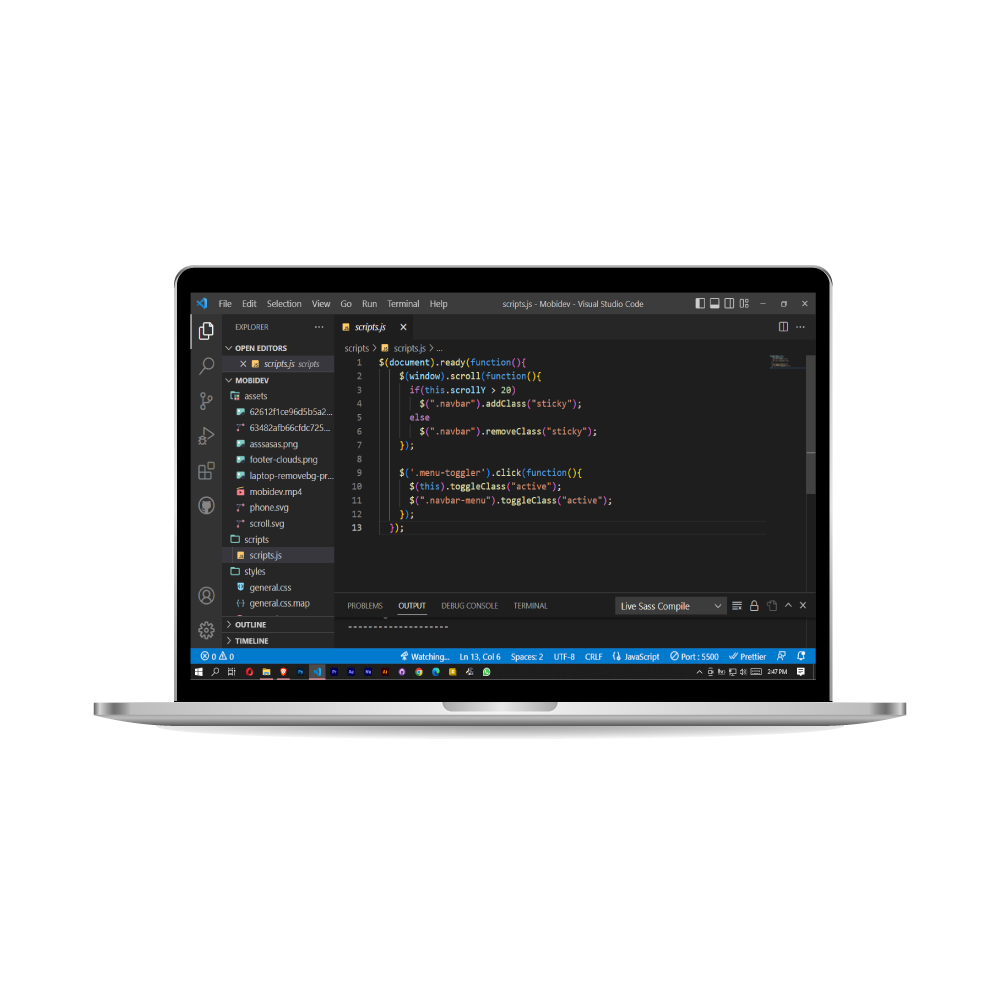 File Edit Selection View Go Run Terminal Help scripts.js - Mobidev - Visual Studio Code
EXPLORER ...
scripts.js
OPEN EDITORS
scripts.js scripts
MOBIDEV
assets
62612f1ce96d5b5a2...
63482afb66cfdc725...
asssasas.png
footer-clouds.png
laptop-removebg-pr...
mobidev.mp4
phone.svg
scroll.svg
scripts
scripts.js
styles
general.css
general.css.map
OUTLINE
TIMELINE
scripts > scripts.js > ...
1 $(document).ready(function(){
2 $(window).scroll(function(){
3 if(this.scrollY > 20)
4 $(".navbar").addClass("sticky");
5 else
6 $(".navbar").removeClass("sticky");
7 });
8
9 $('.menu-toggler').click(function(){
10 $(this).toggleClass("active");
11 $(".navbar-menu").toggleClass("active");
12 });
13 });
PROBLEMS OUTPUT DEBUG CONSOLE TERMINAL Live Sass Compile
--------------------
0 0 Watching... Ln 13, Col 6 Spaces: 2 UTF-8 CRLF JavaScript Port : 5500 Prettier
2:47 PM